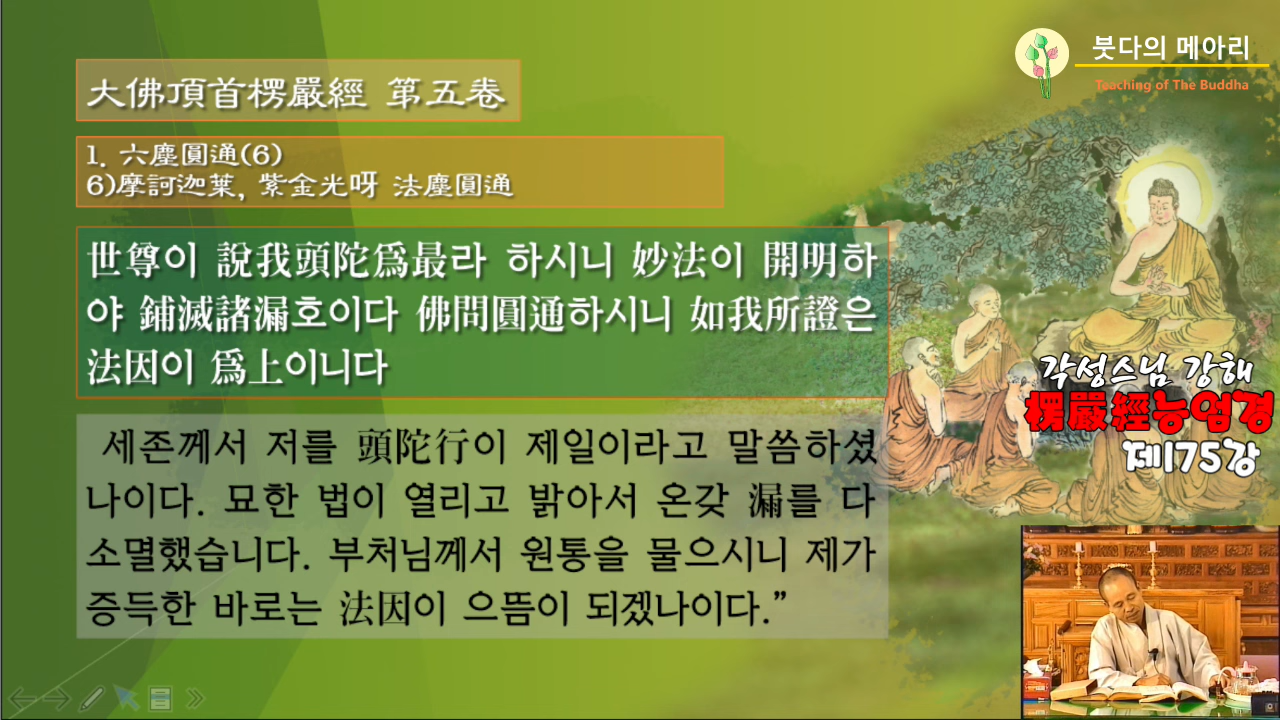 大佛頂首楞嚴經 第五卷
1. 六塵圓通(6)
6)摩訶迦葉, 紫金光呀 法塵圓通
世尊이 說我頭陀爲最라 하시니 妙法이 開明하
야 鋪滅諸漏호이다 佛問圓通하시니 如我所證은
法因이 爲上이니다
세존께서 저를 頭陀行이 제일이라고 말씀하셨
나이다. 묘한 법이 열리고 밝아서 온갖 漏를 다
소멸했습니다. 부처님께서 원통을 물으시니 제가
증득한 바로는 法因이 으뜸이 되겠나이다.”
붓다의 메아리
Teaching of The Buddha
각성스님 강해
楞嚴經능엄경
제175강